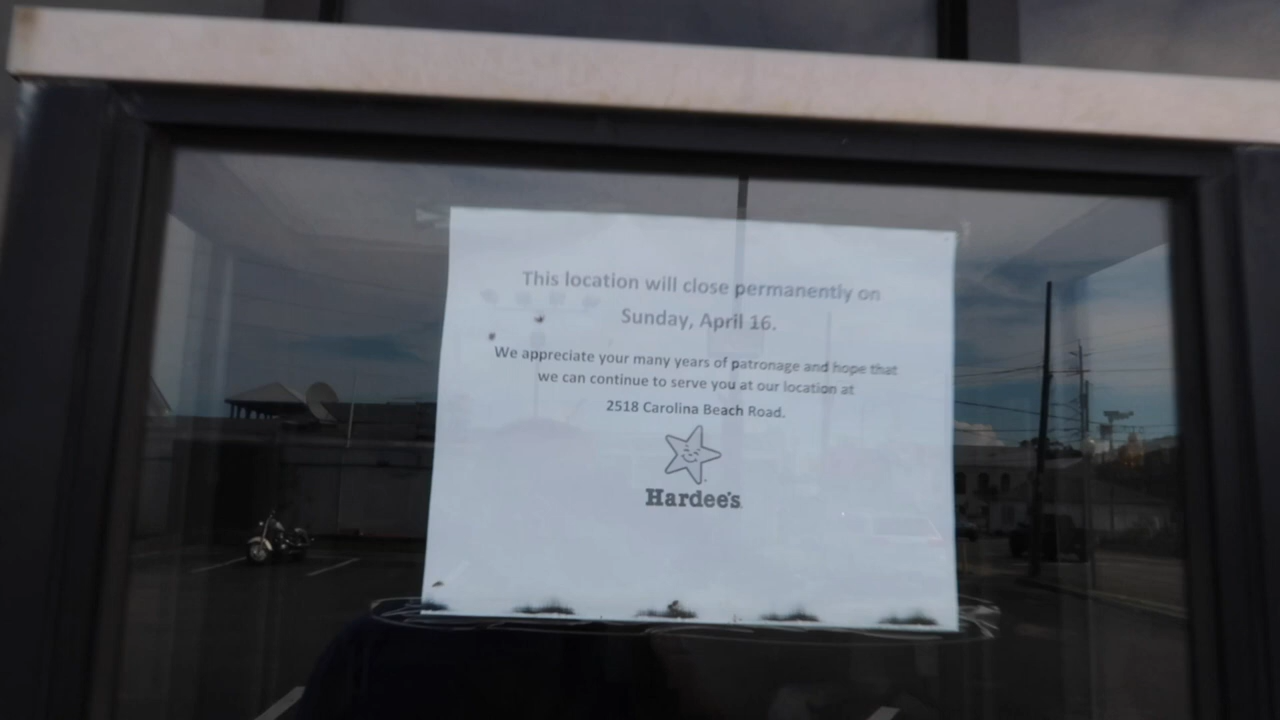 This location will close permanently on
Sunday, April 16.
We appreciate your many years of patronage and hope that
we can continue to serve you at our location at
2518 Carolina Beach Road.
Hardee's